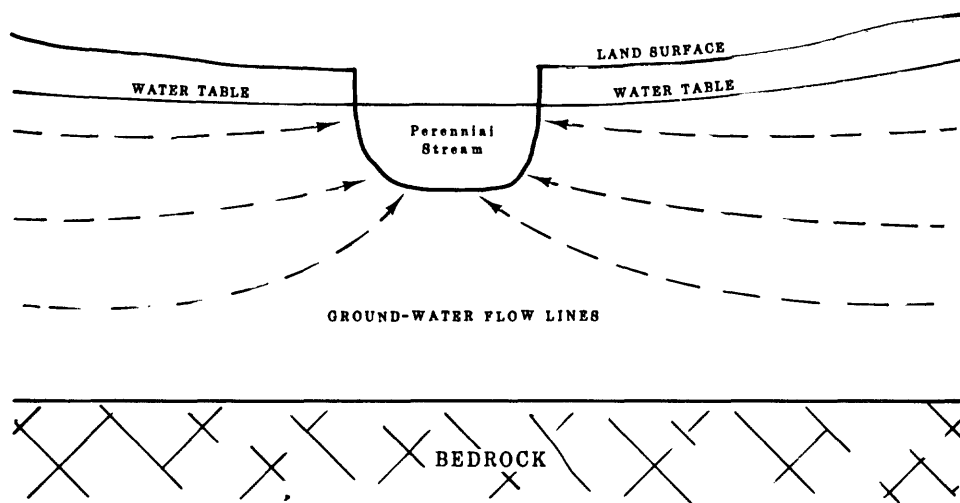 LAND SURFACE
WATER TABLE
WATER TABLE
Perennial
Stream
GROUND-WATER FLOW LINES
BEDROCK